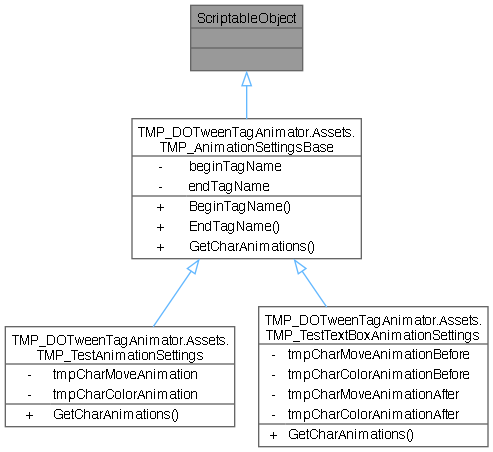 ScriptableObject
TMP_DOTweenTagAnimator.Assets.
TMP_AnimationSettingsBase
- beginTagName
- endTagName
+ BeginTagName()
+ EndTagName()
+ GetCharAnimations()
TMP_DOTweenTagAnimator.Assets.
TMP_TestAnimationSettings
- tmpCharMoveAnimation
- tmpCharColorAnimation
+ GetCharAnimations()
TMP_DOTweenTagAnimator.Assets.
TMP_TestTextBoxAnimationSettings
- tmpCharMoveAnimationBefore
- tmpCharColorAnimationBefore
- tmpCharMoveAnimationAfter
- tmpCharColorAnimationAfter
+ GetCharAnimations()